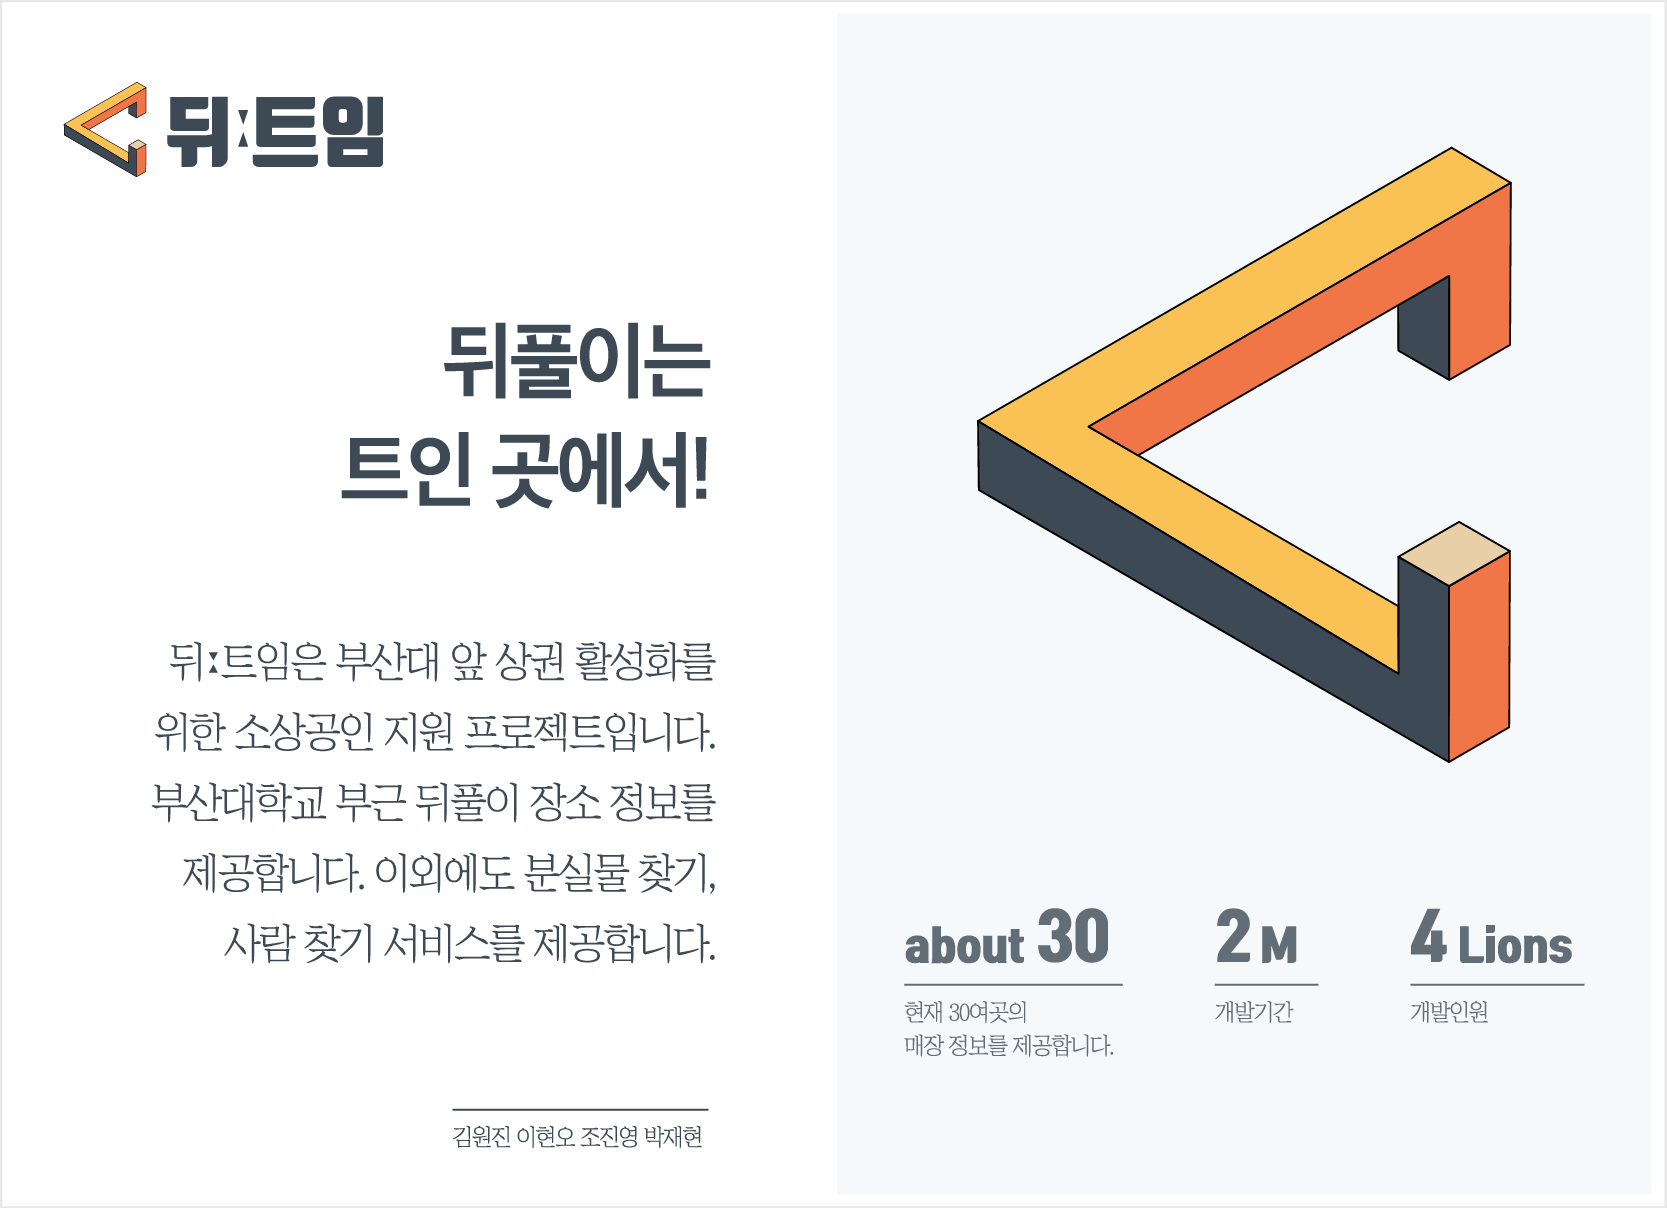 뒤:트임
뒤풀이는
트인 곳에서!
뒤:트임은 부산대 앞 상권 활성화를
위한 소상공인 지원 프로젝트입니다.
부산대학교 부근 뒤풀이 장소 정보를
제공합니다. 이외에도 분실물 찾기,
사람 찾기 서비스를 제공합니다.
김원진 이현오 조진영 박재현
about 30
현재 30여곳의
매장 정보를 제공합니다.
2 M
개발기간
4 Lions
개발인원